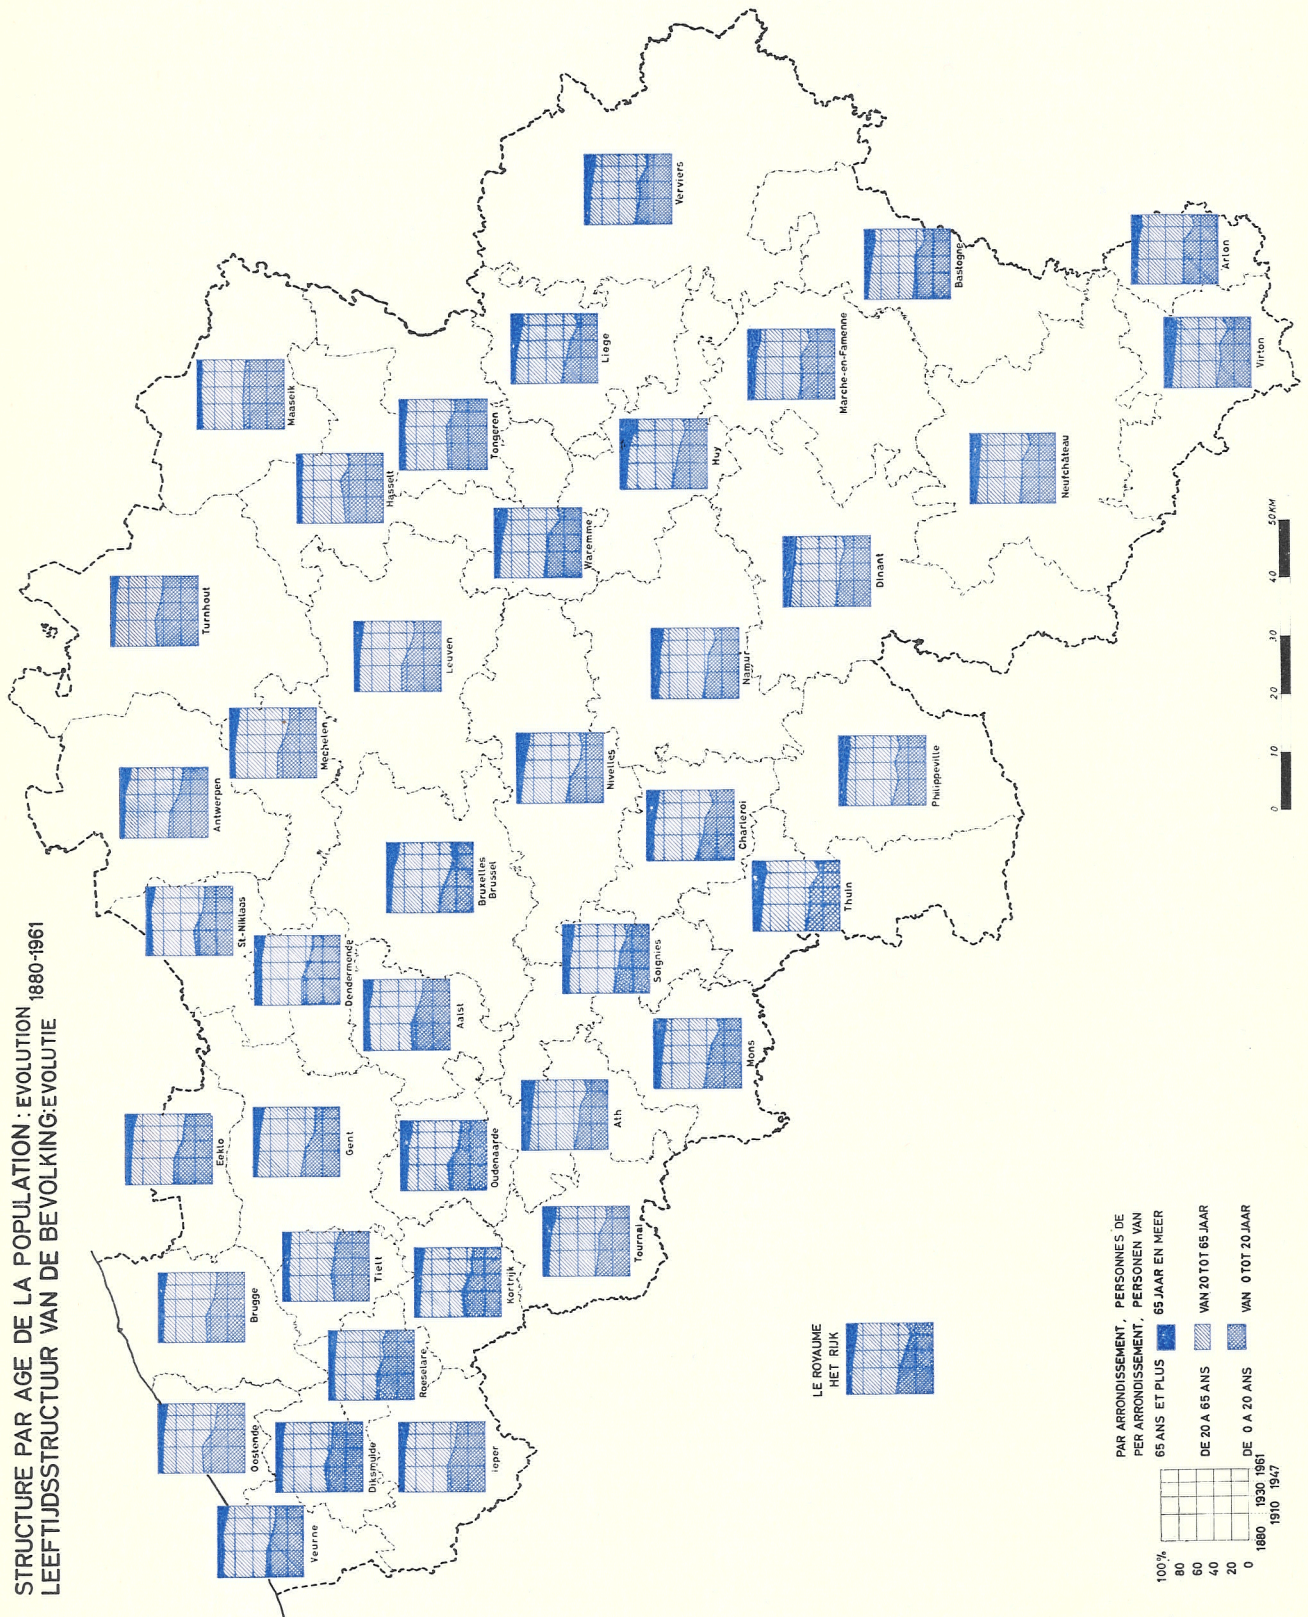 STRUCTURE PAR AGE DE LA POPULATION : EVOLUTION 1880-1961
LEEFTIJDSSTRUCTUUR VAN DE BEVOLKING:EVOLUTIE
Veurne
Oostende
Diksmuide
Ieper
Brugge
Roeselare
Tielt
Kortrijk
Eeklo
Gent
Oudenaarde
Tournai
St.-Niklaas
Dendermonde
Aalst
Ath
Mons
Soignies
Antwerpen
Mechelen
Bruxelles
Brussel
Nivelles
Charleroi
Thuin
Turnhout
Leuven
Namur
Philippeville
Maaseik
Hasselt
Tongeren
Waremme
Liege
Huy
Dinant
Verviers
Marche-en-Famenne
Bastogne
Neufchâteau
Arlon
Virton
LE ROYAUME
HET RIJK
PAR ARRONDISSEMENT, PERSONNES DE
PER ARRONDISSEMENT, PERSONEN VAN
65 ANS ET PLUS 65 JAAR EN MEER
DE 20 A 65 ANS VAN 20 TOT 65 JAAR
DE 0 A 20 ANS VAN 0 TOT 20 JAAR
100%
80
60
40
20
0
1880 1930 1961
1910 1947
0 10 20 30 40 50 KM